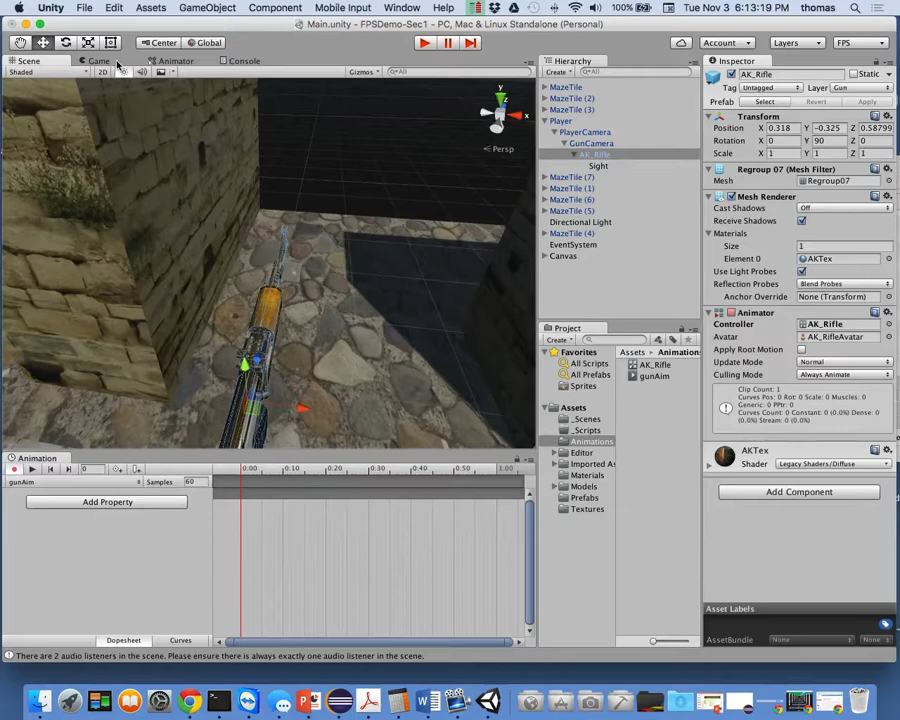 Unity File Edit Assets GameObject Component Mobile Input Window Help 100% Tue Nov 3 6:13:19 PM thomas
Main.unity - FPSDemo-Sec1 - PC, Mac & Linux Standalone (Personal)
Center Global Account Layers FPS
Scene Game Animator Console
Shaded 2D Gizmos All
y
z
x
Persp
Hierarchy
Create All
MazeTile
MazeTile (2)
MazeTile (3)
Player
PlayerCamera
GunCamera
AK_Rifle
Sight
MazeTile (7)
MazeTile (1)
MazeTile (6)
MazeTile (5)
Directional Light
MazeTile (4)
EventSystem
Canvas
Project
Create
Favorites
All Scripts
All Prefabs
Sprites
Assets
_Scenes
_Scripts
Animations
Editor
Imported As
Materials
Models
Prefabs
Textures
Assets Animations
AK_Rifle
gunAim
Inspector
AK_Rifle Static
Tag Untagged Layer Gun
Prefab Select Revert Apply
Transform
Position X 0.318 Y -0.325 Z 0.58799
Rotation X 0 Y 90 Z 0
Scale X 1 Y 1 Z 1
Regroup 07 (Mesh Filter)
Mesh Regroup07
Mesh Renderer
Cast Shadows Off
Receive Shadows
Materials
Size 1
Element 0 AKTex
Use Light Probes
Reflection Probes Blend Probes
Anchor Override None (Transform)
Animator
Controller AK_Rifle
Avatar AK_RifleAvatar
Apply Root Motion
Update Mode Normal
Culling Mode Always Animate
Clip Count: 1
Curves Pos: 0 Rot: 0 Scale: 0 Muscles: 0
Generic: 0 PPtr: 0
Curves Count: 0 Constant: 0 (0.0%) Dense: 0
(0.0%) Stream: 0 (0.0%)
AKTex
Shader Legacy Shaders/Diffuse
Add Component
Asset Labels
AssetBundle None None
Animation
0 0:00 0:10 0:20 0:30 0:40 0:50 1:00
gunAim Samples 60
Add Property
Dopesheet Curves
There are 2 audio listeners in the scene. Please ensure there is always exactly one audio listener in the scene.